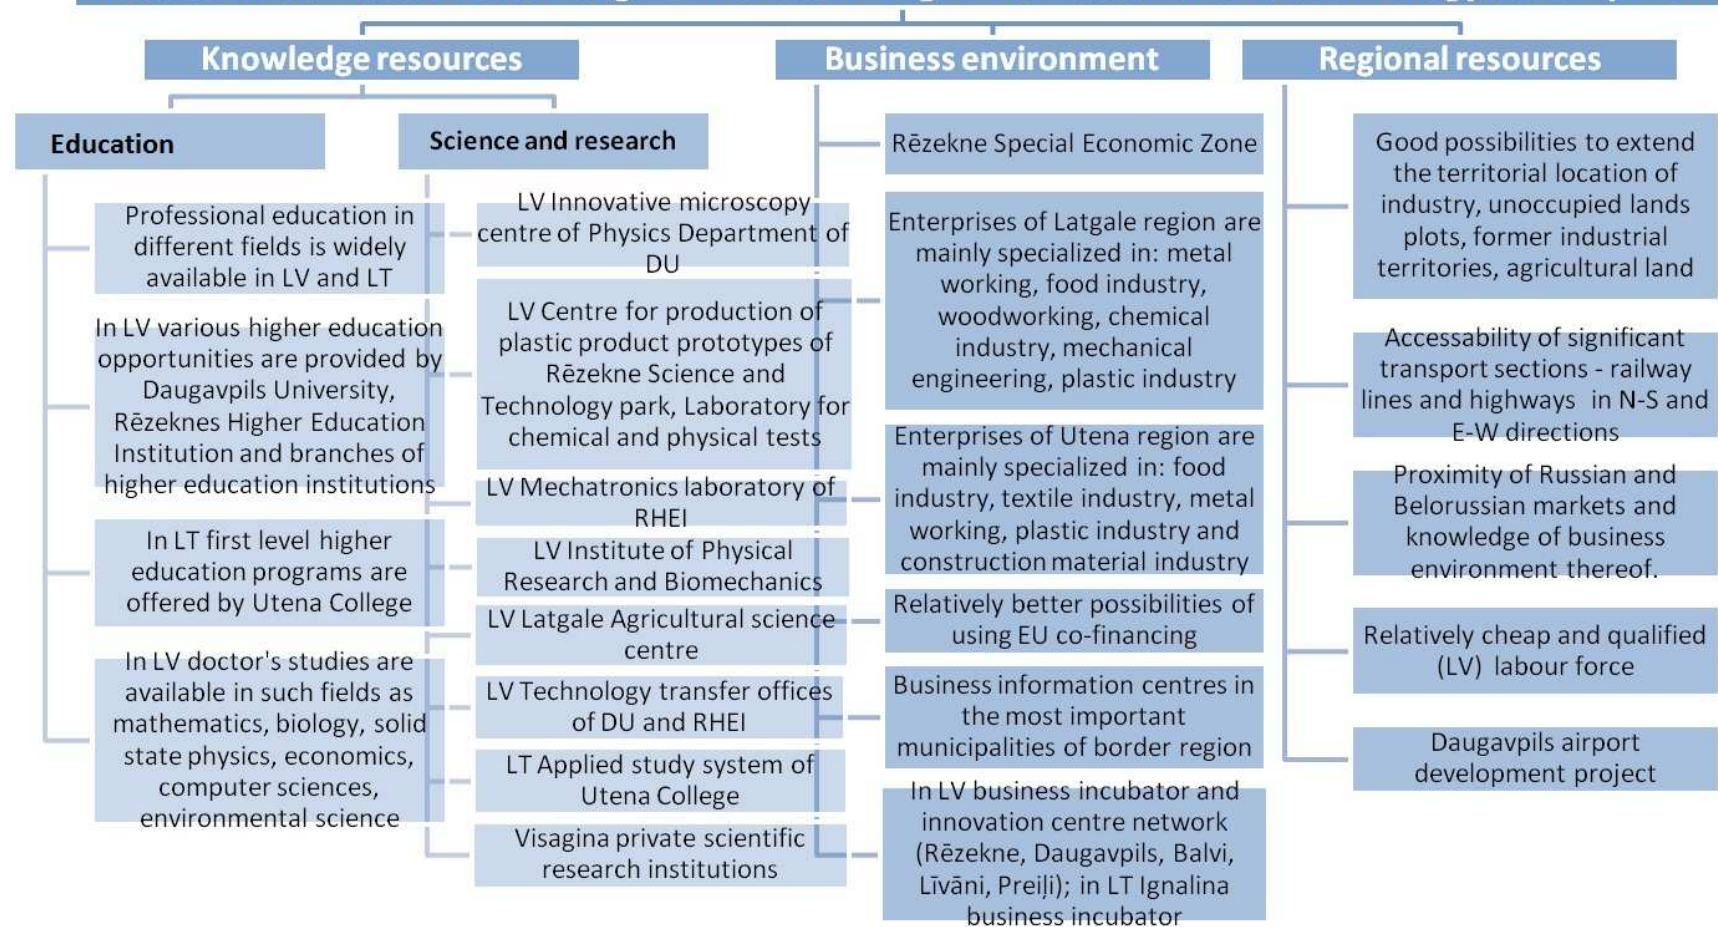 Knowledge resources
Business environment
Regional resources
Education
Professional education in
different fields is widely
available in LV and LT
In LV various higher education
opportunities are provided by
Daugavpils University,
Rēzeknes Higher Education
Institution and branches of
higher education institutions
In LT first level higher
education programs are
offered by Utena College
In LV doctor's studies are
available in such fields as
mathematics, biology, solid
state physics, economics,
computer sciences,
environmental science
Science and research
LV Innovative microscopy
centre of Physics Department of
DU
LV Centre for production of
plastic product prototypes of
Rēzekne Science and
Technology park, Laboratory for
chemical and physical tests
LV Mechatronics laboratory of
RHEI
LV Institute of Physical
Research and Biomechanics
LV Latgale Agricultural science
centre
LV Technology transfer offices
of DU and RHEI
LT Applied study system of
Utena College
Visagina private scientific
research institutions
Rēzekne Special Economic Zone
Enterprises of Latgale region are
mainly specialized in: metal
working, food industry,
woodworking, chemical
industry, mechanical
engineering, plastic industry
Enterprises of Utena region are
mainly specialized in: food
industry, textile industry, metal
working, plastic industry and
construction material industry
Relatively better possibilities of
using EU co-financing
Business information centres in
the most important
municipalities of border region
In LV business incubator and
innovation centre network
(Rēzekne, Daugavpils, Balvi,
Līvāni, Preiļi); in LT Ignalina
business incubator
Good possibilities to extend
the territorial location of
industry, unoccupied lands
plots, former industrial
territories, agricultural land
Accessability of significant
transport sections - railway
lines and highways in N-S and
E-W directions
Proximity of Russian and
Belorussian markets and
knowledge of business
environment thereof.
Relatively cheap and qualified
(LV) labour force
Daugavpils airport
development project